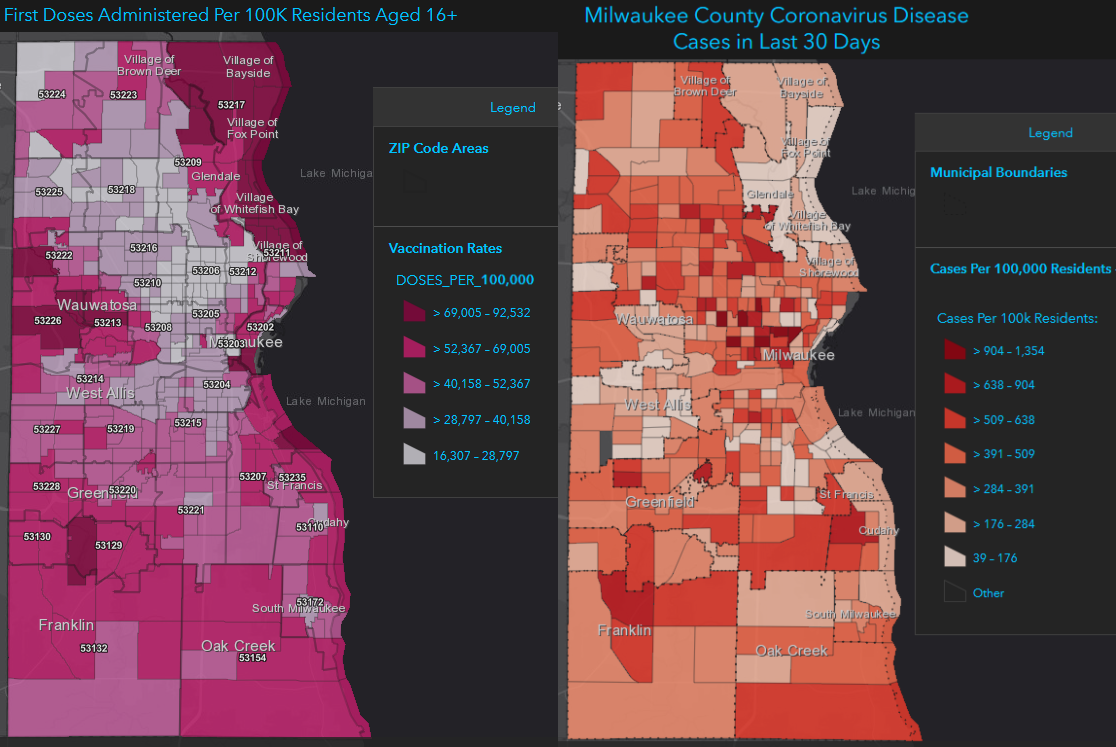 First Doses Administered Per 100K Residents Aged 16+
Village of
Brown Deer
Village of
Bayside
53224
53223
53217
Village of
Fox Point
53209
Glendale
Lake Michiga
53225
53218
Village
of Whitefish Bay
53216
53222
Village of
Shorewood
53211
53206
53212
53210
Wauwatosa
53205
53226
53213
53208
53202
53203
Milwaukee
53214
53204
West Allis
Lake Michigan
53227
53219
53215
53207
53235
53228
Greenfield
53220
St Francis
53221
53110
Cudahy
53130
53129
53172
South Milwaukee
Franklin
Oak Creek
53132
53154
Legend
ZIP Code Areas
Vaccination Rates
DOSES_PER_100,000
> 69,005 – 92,532
> 52,367 – 69,005
> 40,158 – 52,367
> 28,797 – 40,158
16,307 – 28,797
Milwaukee County Coronavirus Disease
Cases in Last 30 Days
Village of
Brown Deer
Village of
Bayside
Village of
Fox Point
Glendale
Lake Michig
Village
of Whitefish Bay
Village of
Shorewood
Wauwatosa
Milwaukee
West Allis
Lake Michigan
Greenfield
St Francis
Cudahy
South Milwaukee
Franklin
Oak Creek
Legend
Municipal Boundaries
Cases Per 100,000 Residents
Cases Per 100k Residents:
> 904 – 1,354
> 638 – 904
> 509 – 638
> 391 – 509
> 284 – 391
> 176 – 284
39 – 176
Other